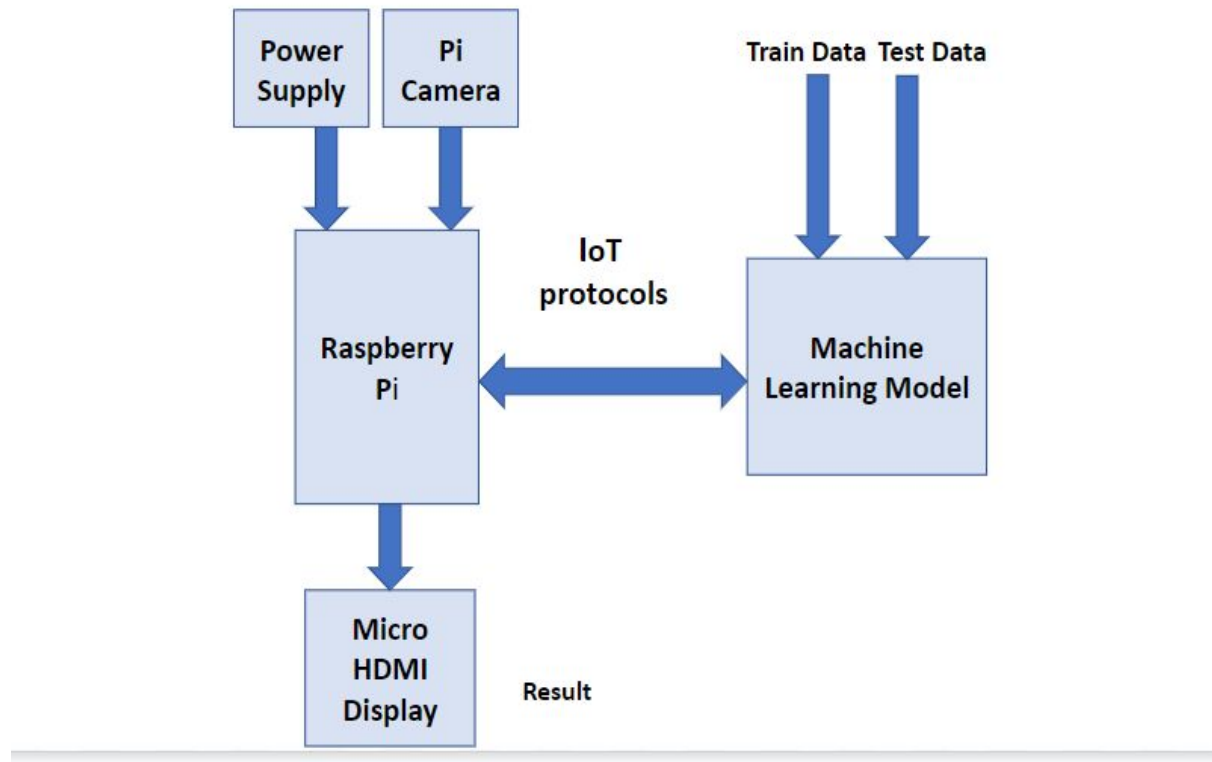 Power
Supply
Pi
Camera
Train Data
Test Data
IoT
protocols
Raspberry
Pi
Machine
Learning Model
Micro
HDMI
Display
Result